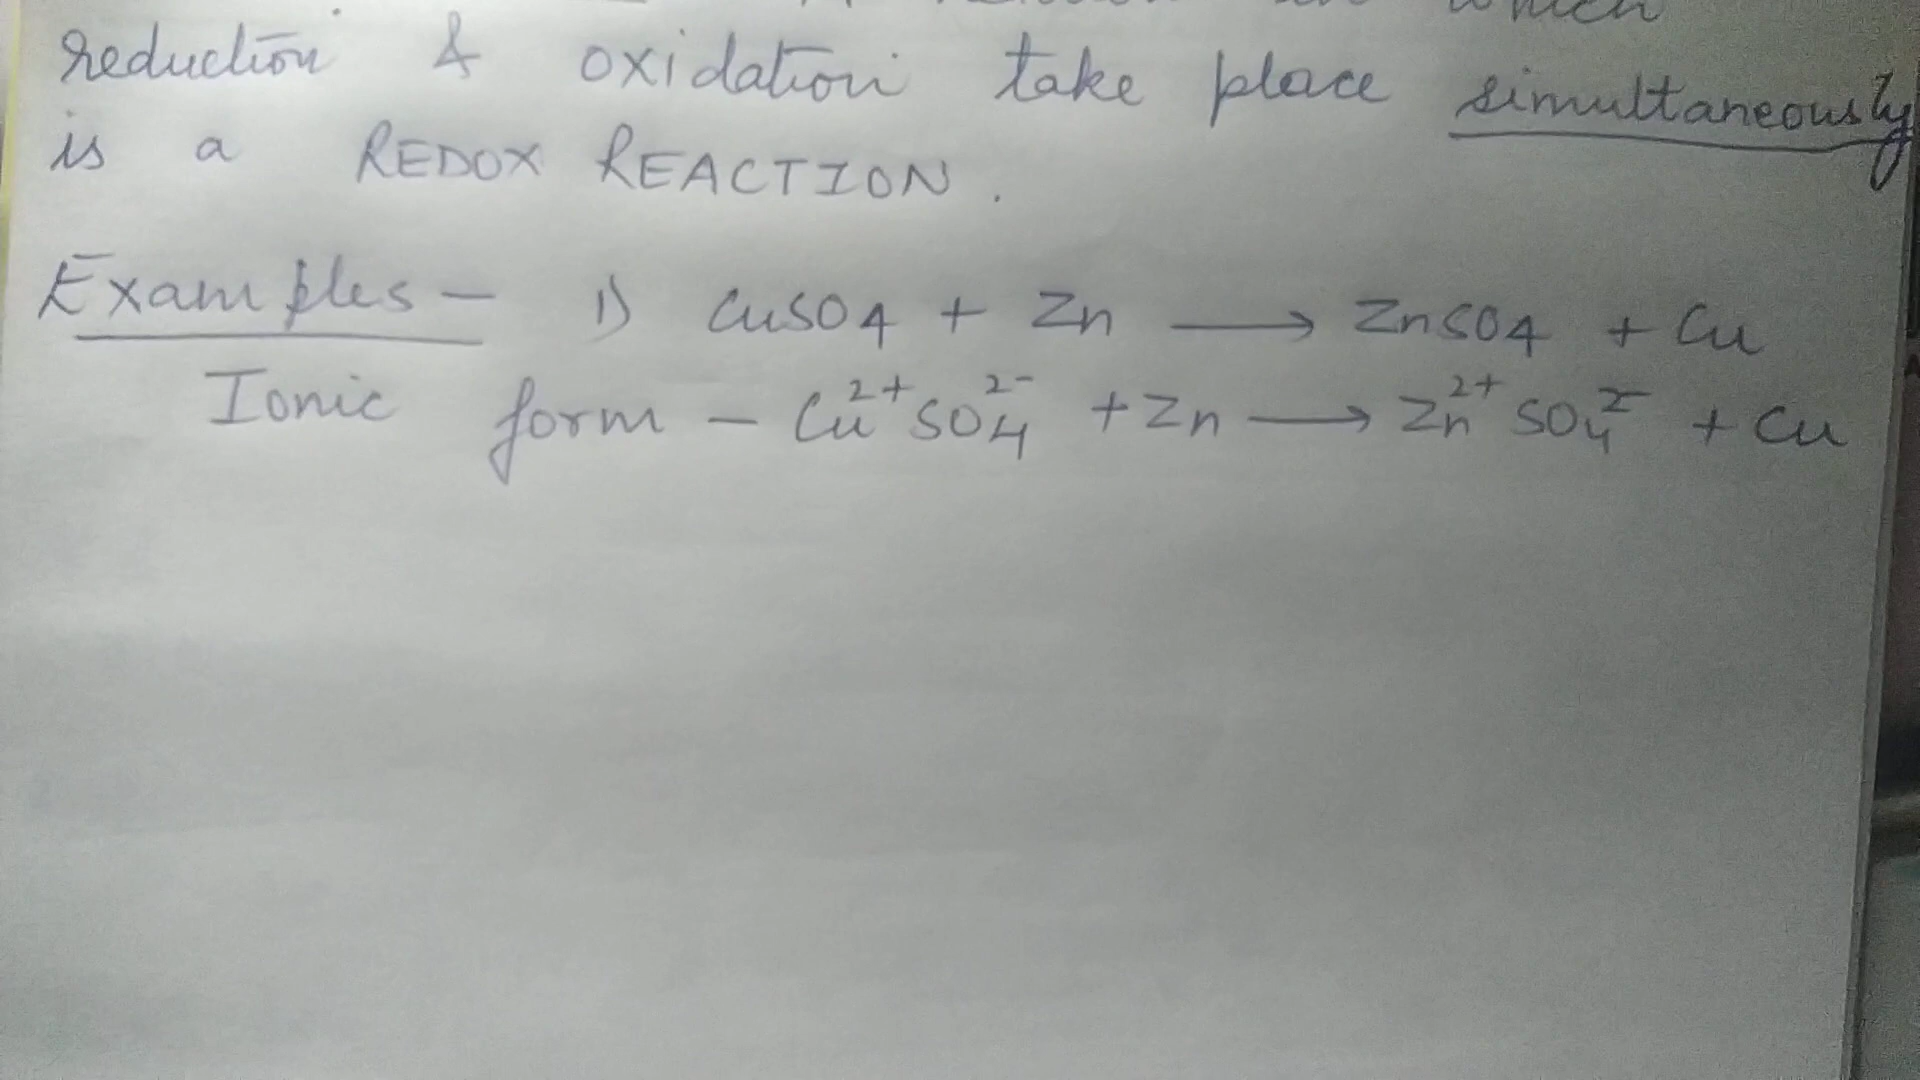 which
reduction & oxidation take place simultaneously
is a REDOX REACTION.
Examples - 1) CuSO4 + Zn ⟶ ZnSO4 + Cu
Ionic form - Cu²⁺SO₄²⁻ + Zn ⟶ Zn²⁺SO₄²⁻ + Cu